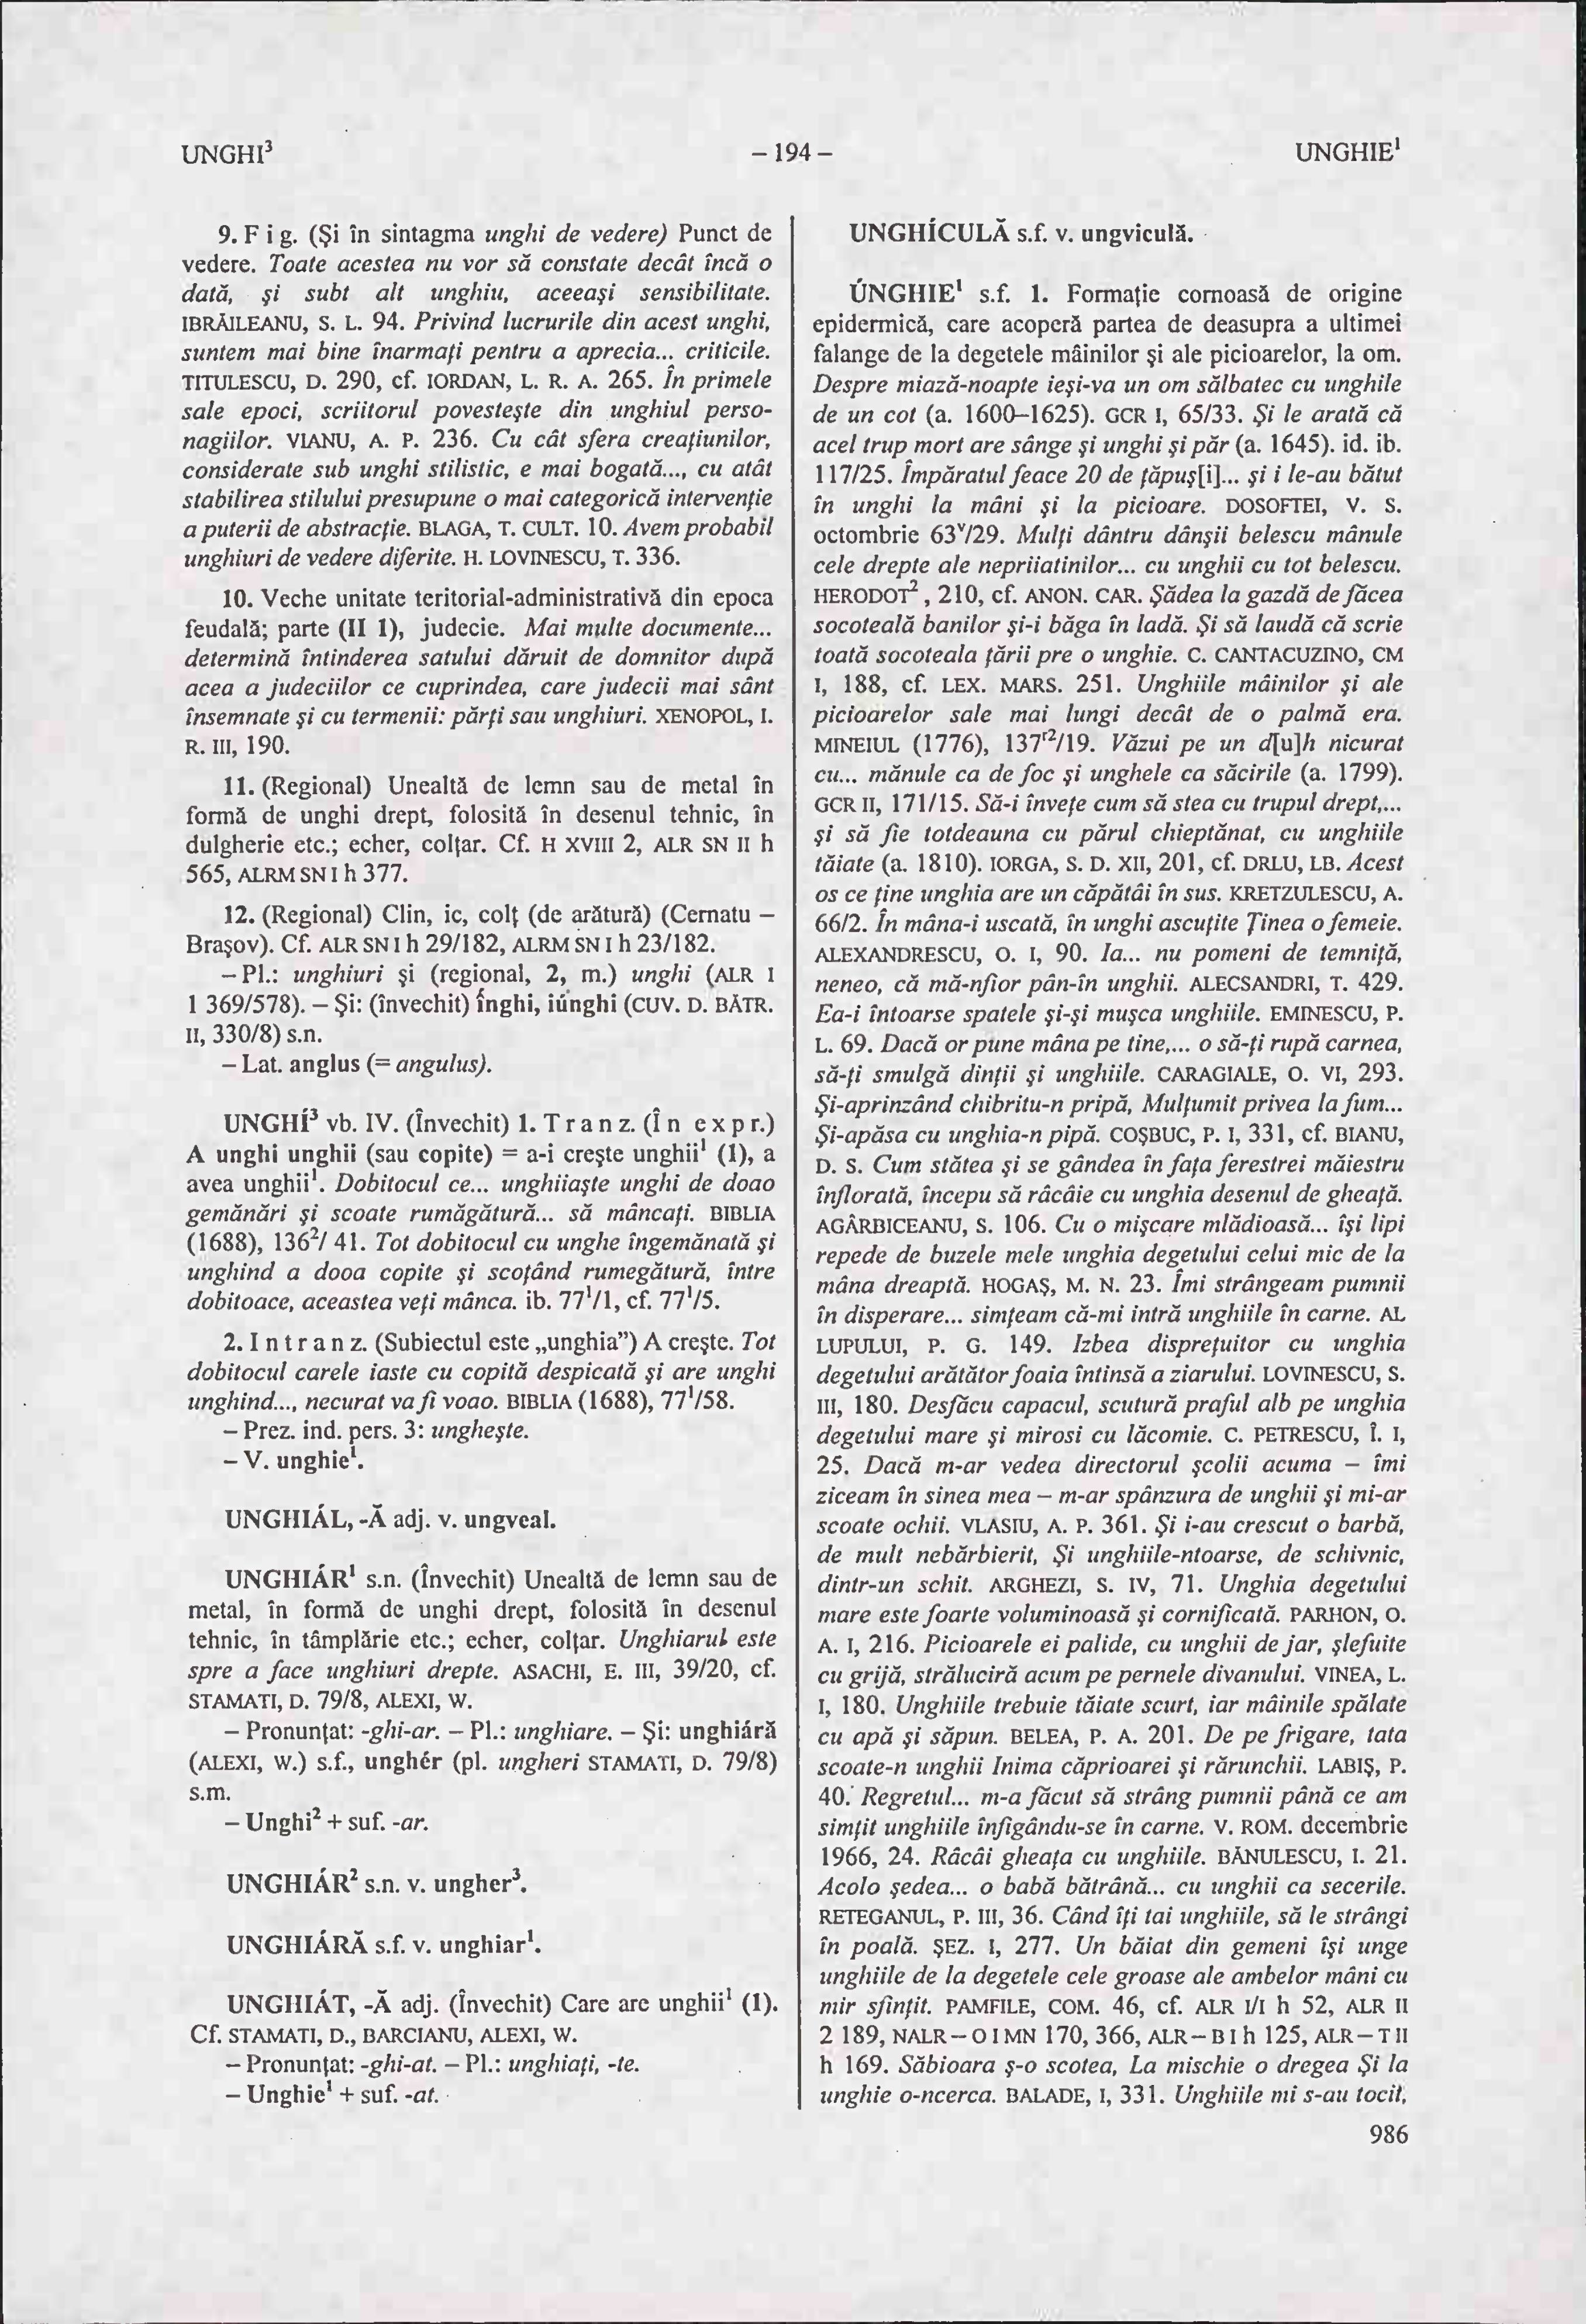 UNGHI³
– 194 –
UNGHIE¹
9. F i g. (Şi în sintagma unghi de vedere) Punct de
vedere. Toate acestea nu vor să constate decât încă o
dată, şi subt alt unghiu, aceeaşi sensibilitate.
IBRĂILEANU, S. L. 94. Privind lucrurile din acest unghi,
suntem mai bine înarmaţi pentru a aprecia... criticile.
TITULESCU, D. 290, cf. IORDAN, L. R. A. 265. În primele
sale epoci, scriitorul povesteşte din unghiul perso-
nagiilor. VIANU, A. P. 236. Cu cât sfera creaţiunilor,
considerate sub unghi stilistic, e mai bogată..., cu atât
stabilirea stilului presupune o mai categorică intervenţie
a puterii de abstracţie. BLAGA, T. CULT. 10. Avem probabil
unghiuri de vedere diferite. H. LOVINESCU, T. 336.
10. Veche unitate teritorial-administrativă din epoca
feudală; parte (II 1), judecie. Mai multe documente...
determină întinderea satului dăruit de domnitor după
acea a judeciilor ce cuprindea, care judecii mai sânt
însemnate şi cu termenii: părţi sau unghiuri. XENOPOL, I.
R. III, 190.
11. (Regional) Unealtă de lemn sau de metal în
formă de unghi drept, folosită în desenul tehnic, în
dulgherie etc.; echer, colţar. Cf. H XVIII 2, ALR SN II h
565, ALRM SN I h 377.
12. (Regional) Clin, ic, colţ (de arătură) (Cernatu –
Braşov). Cf. ALR SN I h 29/182, ALRM SN I h 23/182.
– Pl.: unghiuri şi (regional, 2, m.) unghi (ALR I
1 369/578). – Şi: (învechit) ínghi, iúnghi (CUV. D. BĂTR.
II, 330/8) s.n.
– Lat. anglus (= angulus).
UNGHÍ³ vb. IV. (Învechit) 1. T r a n z. (Î n e x p r.)
A unghi unghii (sau copite) = a-i creşte unghii¹ (1), a
avea unghii¹. Dobitocul ce... unghiiaşte unghi de doao
gemănări şi scoate rumăgătură... să mâncaţi. BIBLIA
(1688), 136²/ 41. Tot dobitocul cu unghe îngemănată şi
unghind a dooa copite şi scoţând rumegătură, între
dobitoace, aceastea veţi mânca. ib. 77¹/1, cf. 77¹/5.
2. I n t r a n z. (Subiectul este „unghia”) A creşte. Tot
dobitocul carele iaste cu copită despicată şi are unghi
unghind..., necurat va fi voao. BIBLIA (1688), 77¹/58.
– Prez. ind. pers. 3: ungheşte.
– V. unghie¹.
UNGHIÁL, -Ă adj. v. ungveal.
UNGHIÁR¹ s.n. (Învechit) Unealtă de lemn sau de
metal, în formă de unghi drept, folosită în desenul
tehnic, în tâmplărie etc.; echer, colţar. Unghiarul este
spre a face unghiuri drepte. ASACHI, E. III, 39/20, cf.
STAMATI, D. 79/8, ALEXI, W.
– Pronunţat: -ghi-ar. – Pl.: unghiare. – Şi: unghiáră
(ALEXI, W.) s.f., unghér (pl. ungheri STAMATI, D. 79/8)
s.m.
– Unghi² + suf. -ar.
UNGHIÁR² s.n. v. ungher³.
UNGHIÁRĂ s.f. v. unghiar¹.
UNGHIÁT, -Ă adj. (Învechit) Care are unghii¹ (1).
Cf. STAMATI, D., BARCIANU, ALEXI, W.
– Pronunţat: -ghi-at. – Pl.: unghiaţi, -te.
– Unghie¹ + suf. -at.
UNGHÍCULĂ s.f. v. ungviculă.
ÚNGHIE¹ s.f. 1. Formaţie cornoasă de origine
epidermică, care acoperă partea de deasupra a ultimei
falange de la degetele mâinilor şi ale picioarelor, la om.
Despre miază-noapte ieşi-va un om sălbatec cu unghile
de un cot (a. 1600–1625). GCR I, 65/33. Şi le arată că
acel trup mort are sânge şi unghi şi păr (a. 1645). id. ib.
117/25. Împăratul feace 20 de ţăpuş[i]... şi i le-au bătut
în unghi la mâni şi la picioare. DOSOFTEI, V. S.
octombrie 63ᵛ/29. Mulţi dântru dânşii belescu mânule
cele drepte ale nepriiatinilor... cu unghii cu tot belescu.
HERODOT², 210, cf. ANON. CAR. Şădea la gazdă de făcea
socoteală banilor şi-i băga în ladă. Şi să laudă că scrie
toată socoteala ţării pre o unghie. C. CANTACUZINO, CM
I, 188, cf. LEX. MARS. 251. Unghiile mâinilor şi ale
picioarelor sale mai lungi decât de o palmă era.
MINEIUL (1776), 137ʳ²/19. Văzui pe un d[u]h nicurat
cu... mănule ca de foc şi unghele ca săcirile (a. 1799).
GCR II, 171/15. Să-i înveţe cum să stea cu trupul drept,...
şi să fie totdeauna cu părul chieptănat, cu unghiile
tăiate (a. 1810). IORGA, S. D. XII, 201, cf. DRLU, LB. Acest
os ce ţine unghia are un căpătâi în sus. KRETZULESCU, A.
66/2. În mâna-i uscată, în unghi ascuţite Ţinea o femeie.
ALEXANDRESCU, O. I, 90. Ia... nu pomeni de temniţă,
neneo, că mă-nfior pân-în unghii. ALECSANDRI, T. 429.
Ea-i întoarse spatele şi-şi muşca unghiile. EMINESCU, P.
L. 69. Dacă or pune mâna pe tine,... o să-ţi rupă carnea,
să-ţi smulgă dinţii şi unghiile. CARAGIALE, O. VI, 293.
Şi-aprinzând chibritu-n pripă, Mulţumit privea la fum...
Şi-apăsa cu unghia-n pipă. COŞBUC, P. I, 331, cf. BIANU,
D. S. Cum stătea şi se gândea în faţa ferestrei măiestru
înflorată, începu să râcâie cu unghia desenul de gheaţă.
AGÂRBICEANU, S. 106. Cu o mişcare mlădioasă... îşi lipi
repede de buzele mele unghia degetului celui mic de la
mâna dreaptă. HOGAŞ, M. N. 23. Îmi strângeam pumnii
în disperare... simţeam că-mi intră unghiile în carne. AL
LUPULUI, P. G. 149. Izbea dispreţuitor cu unghia
degetului arătător foaia întinsă a ziarului. LOVINESCU, S.
III, 180. Desfăcu capacul, scutură praful alb pe unghia
degetului mare şi mirosi cu lăcomie. C. PETRESCU, Î. I,
25. Dacă m-ar vedea directorul şcolii acuma – îmi
ziceam în sinea mea – m-ar spânzura de unghii şi mi-ar
scoate ochii. VLASIU, A. P. 361. Şi i-au crescut o barbă,
de mult nebărbierit, Şi unghiile-ntoarse, de schivnic,
dintr-un schit. ARGHEZI, S. IV, 71. Unghia degetului
mare este foarte voluminoasă şi cornificată. PARHON, O.
A. I, 216. Picioarele ei palide, cu unghii de jar, şlefuite
cu grijă, străluciră acum pe pernele divanului. VINEA, L.
I, 180. Unghiile trebuie tăiate scurt, iar mâinile spălate
cu apă şi săpun. BELEA, P. A. 201. De pe frigare, tata
scoate-n unghii Inima căprioarei şi rărunchii. LABIŞ, P.
40. Regretul... m-a făcut să strâng pumnii până ce am
simţit unghiile înfigându-se în carne. V. ROM. decembrie
1966, 24. Râcâi gheaţa cu unghiile. BĂNULESCU, I. 21.
Acolo şedea... o babă bătrână... cu unghii ca secerile.
RETEGANUL, P. III, 36. Când îţi tai unghiile, să le strângi
în poală. ŞEZ. I, 277. Un băiat din gemeni îşi unge
unghiile de la degetele cele groase ale ambelor mâni cu
mir sfinţit. PAMFILE, COM. 46, cf. ALR I/I h 52, ALR II
2 189, NALR – O I MN 170, 366, ALR – B I h 125, ALR – T II
h 169. Săbioara ş-o scotea, La mischie o dregea Şi la
unghie o-ncerca. BALADE, I, 331. Unghiile mi s-au tocit,
986